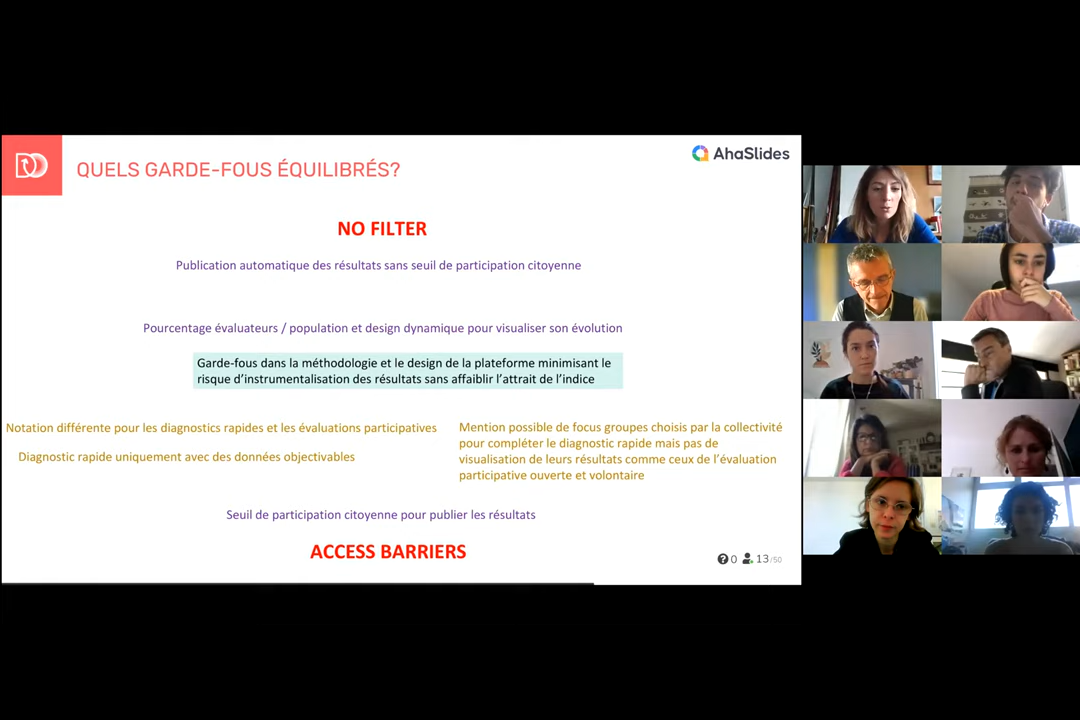 QUELS GARDE-FOUS ÉQUILIBRÉS?
AhaSlides
NO FILTER
Publication automatique des résultats sans seuil de participation citoyenne
Pourcentage évaluateurs / population et design dynamique pour visualiser son évolution
Garde-fous dans la méthodologie et le design de la plateforme minimisant le
risque d'instrumentalisation des résultats sans affaiblir l'attrait de l'indice
Notation différente pour les diagnostics rapides et les évaluations participatives
Diagnostic rapide uniquement avec des données objectivables
Mention possible de focus groupes choisis par la collectivité
pour compléter le diagnostic rapide mais pas de
visualisation de leurs résultats comme ceux de l'évaluation
participative ouverte et volontaire
Seuil de participation citoyenne pour publier les résultats
ACCESS BARRIERS
0 13/50